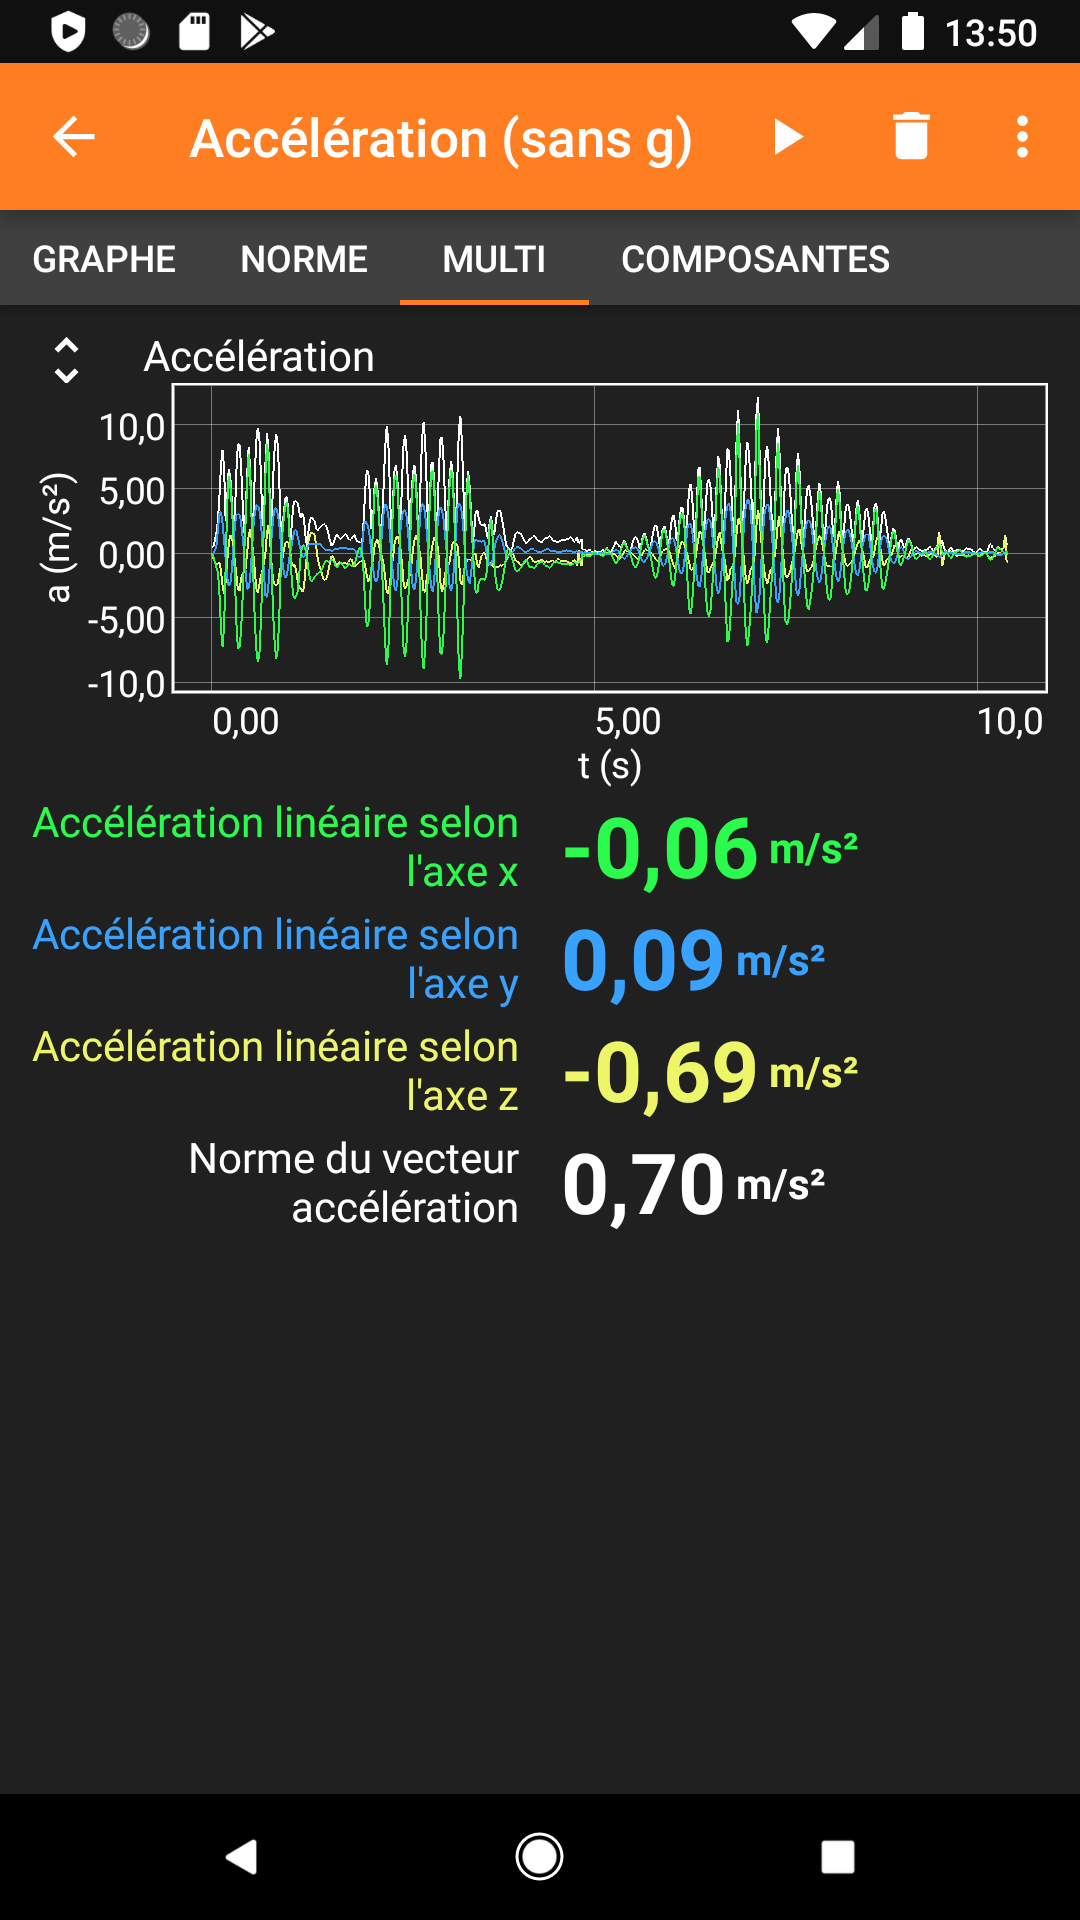 13:50
Accélération (sans g)
GRAPHE NORME MULTI COMPOSANTES
Accélération
10,0
5,00
0,00
-5,00
-10,0
a (m/s²)
0,00 5,00 10,0
t (s)
Accélération linéaire selon
l'axe x
-0,06 m/s²
Accélération linéaire selon
l'axe y
0,09 m/s²
Accélération linéaire selon
l'axe z
-0,69 m/s²
Norme du vecteur
accélération
0,70 m/s²